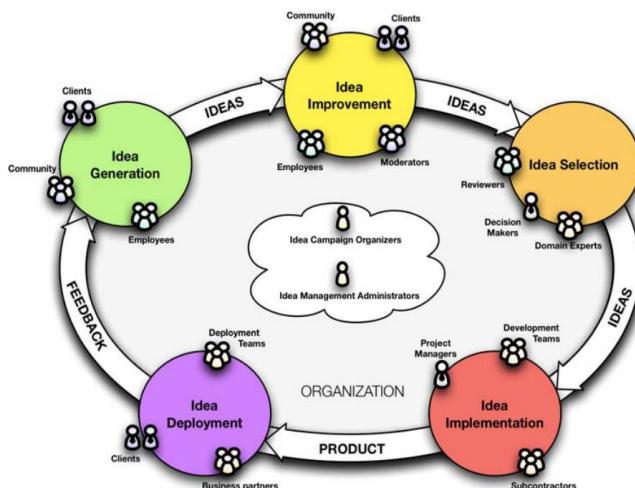 Community
Clients
Idea
Improvement
Employees
Moderators
IDEAS
IDEAS
Clients
Idea
Generation
Community
Employees
Idea Selection
Reviewers
Decision
Makers
Domain Experts
Idea Campaign Organizers
Idea Management Administrators
FEEDBACK
IDEAS
Deployment
Teams
Idea
Deployment
Clients
Business partners
ORGANIZATION
PRODUCT
Project
Managers
Development
Teams
Idea
Implementation
Subcontractors